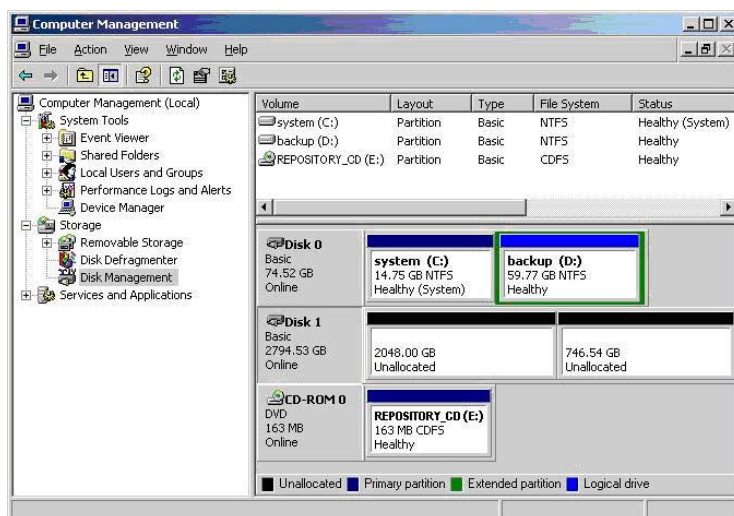 Computer Management
File Action View Window Help
Computer Management (Local)
System Tools
Event Viewer
Shared Folders
Local Users and Groups
Performance Logs and Alerts
Device Manager
Storage
Removable Storage
Disk Defragmenter
Disk Management
Services and Applications
Volume Layout Type File System Status
system (C:) Partition Basic NTFS Healthy (System)
backup (D:) Partition Basic NTFS Healthy
REPOSITORY_CD (E:) Partition Basic CDFS Healthy
Disk 0
Basic
74.52 GB
Online
system (C:)
14.75 GB NTFS
Healthy (System)
backup (D:)
59.77 GB NTFS
Healthy
Disk 1
Basic
2794.53 GB
Online
2048.00 GB
Unallocated
746.54 GB
Unallocated
CD-ROM 0
DVD
163 MB
Online
REPOSITORY_CD (E:)
163 MB CDFS
Healthy
Unallocated Primary partition Extended partition Logical drive